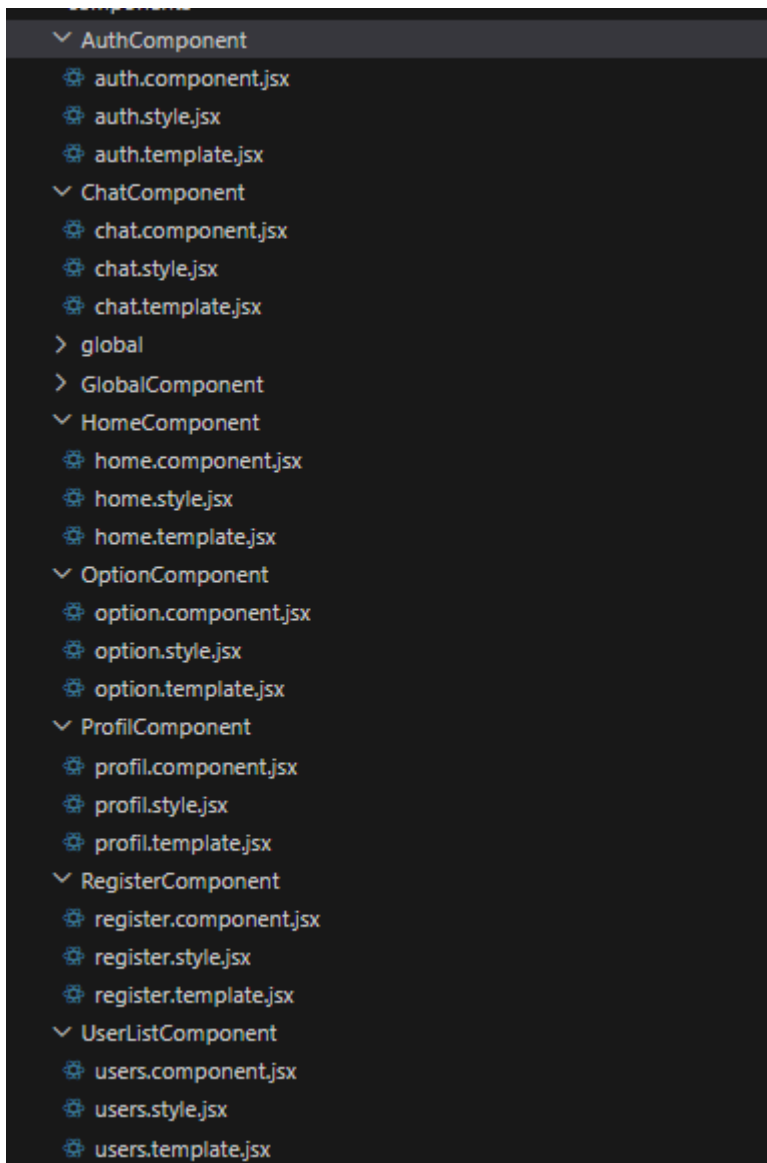 components
AuthComponent
auth.component.jsx
auth.style.jsx
auth.template.jsx
ChatComponent
chat.component.jsx
chat.style.jsx
chat.template.jsx
global
GlobalComponent
HomeComponent
home.component.jsx
home.style.jsx
home.template.jsx
OptionComponent
option.component.jsx
option.style.jsx
option.template.jsx
ProfilComponent
profil.component.jsx
profil.style.jsx
profil.template.jsx
RegisterComponent
register.component.jsx
register.style.jsx
register.template.jsx
UserListComponent
users.component.jsx
users.style.jsx
users.template.jsx